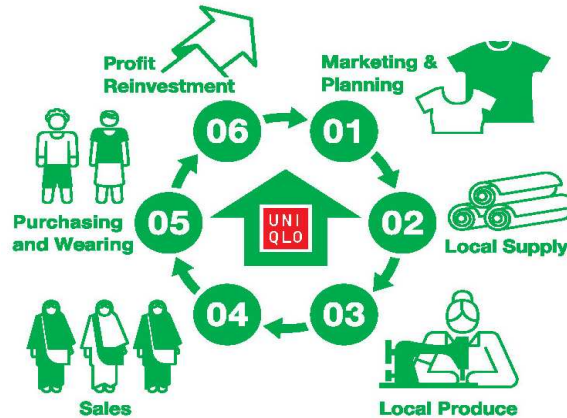 Profit
Reinvestment
06
01
Marketing &
Planning
05
UNI
QLO
02
Purchasing
and Wearing
Local Supply
04
03
Sales
Local Produce